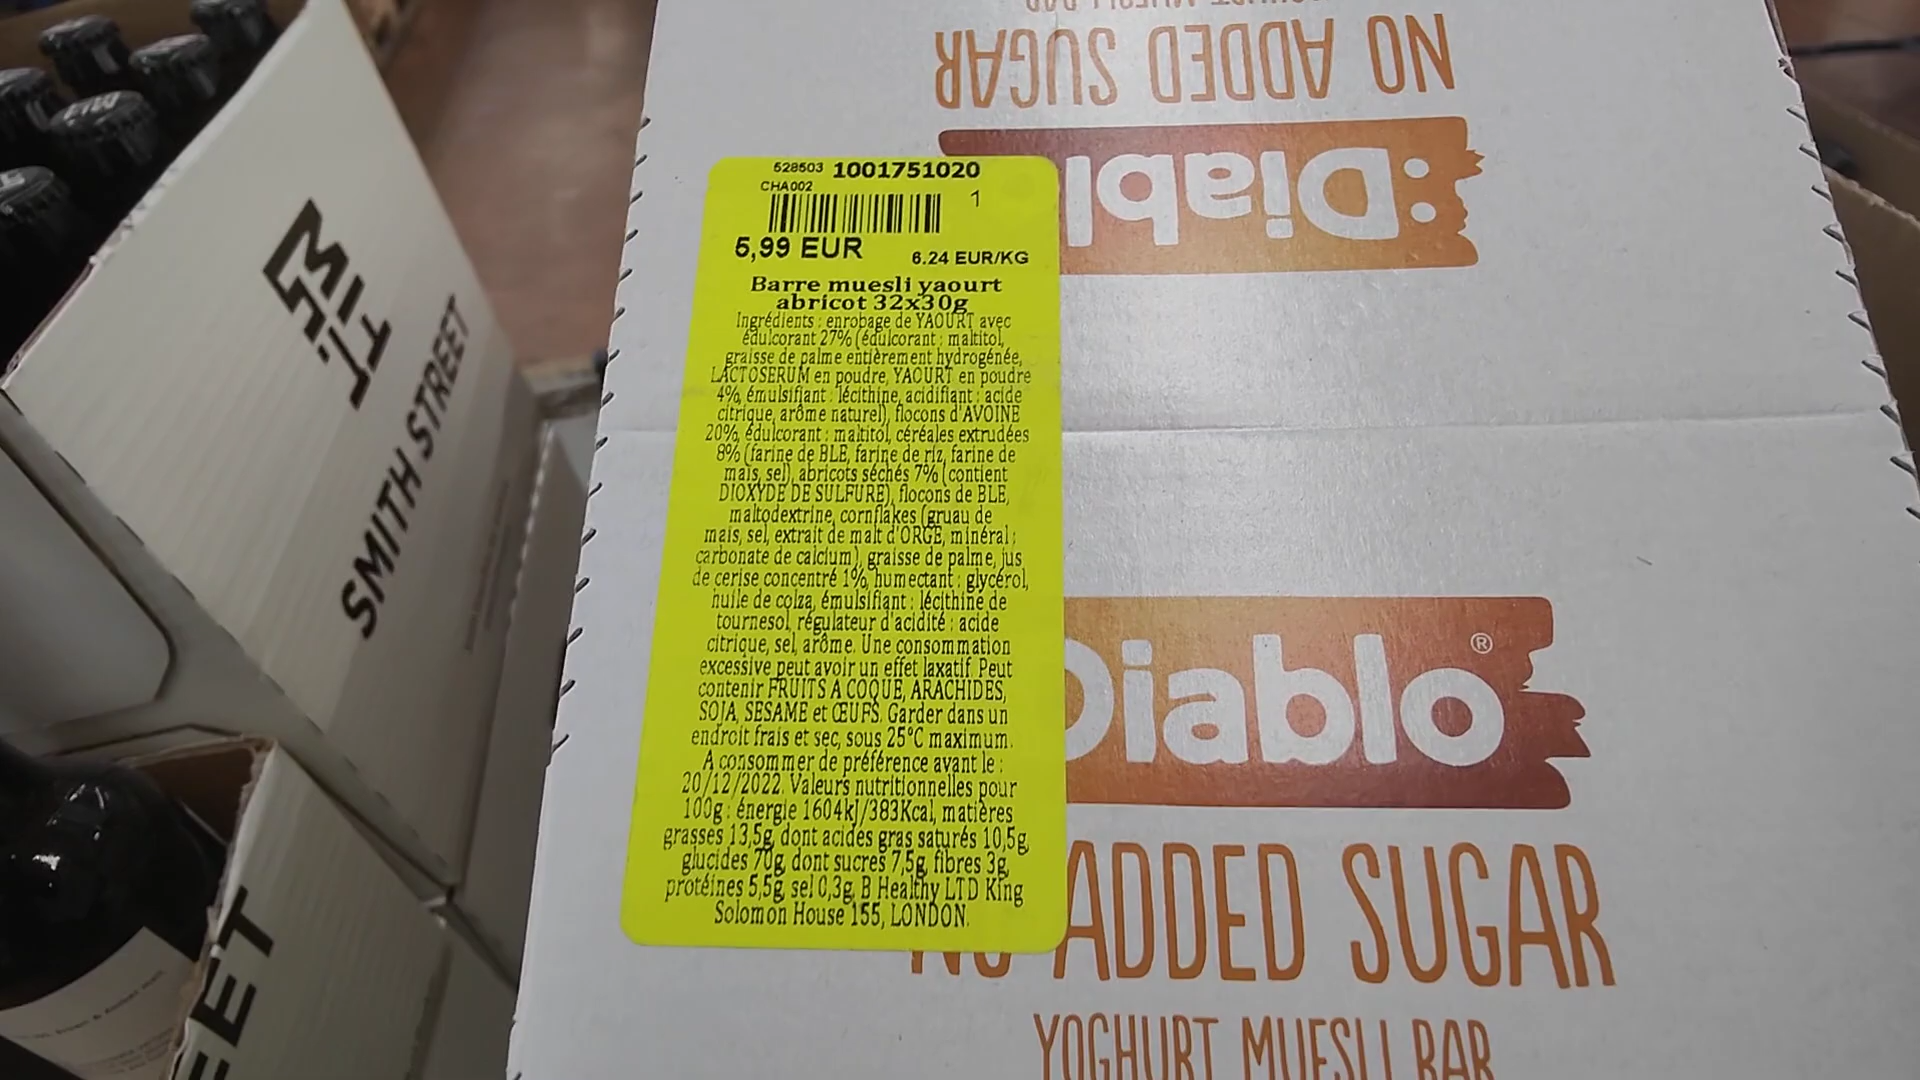 NO ADDED SUGAR
:Diabl
528503 1001751020
CHA002
1
5,99 EUR
6.24 EUR/KG
Barre muesli yaourt
abricot 32x30g
Ingrédients : enrobage de YAOURT avec
édulcorant 27% (édulcorant : maltitol,
graisse de palme entièrement hydrogénée,
LACTOSERUM en poudre, YAOURT en poudre
4%, émulsifiant : lécithine, acidifiant : acide
citrique, arôme naturel), flocons d'AVOINE
20%, édulcorant : maltitol, céréales extrudées
8% (farine de BLE, farine de riz, farine de
mais, sel), abricots séchés 7% (contient
DIOXYDE DE SULFURE), flocons de BLE,
maltodextrine, cornflakes (gruau de
mais, sel, extrait de malt d'ORGE, minéral :
carbonate de calcium), graisse de palme, jus
de cerise concentré 1%, humectant : glycérol,
huile de colza, émulsifiant : lécithine de
tournesol, régulateur d'acidité : acide
citrique, sel, arôme. Une consommation
excessive peut avoir un effet laxatif. Peut
contenir FRUITS A COQUE, ARACHIDES,
SOJA, SESAME et ŒUFS. Garder dans un
endroit frais et sec, sous 25°C maximum.
A consommer de préférence avant le :
20/12/2022. Valeurs nutritionnelles pour
100g : énergie 1604kJ/383Kcal, matières
grasses 13,5g, dont acides gras saturés 10,5g,
glucides 70g, dont sucres 7,5g, fibres 3g,
protéines 5,5g, sel 0,3g, B Healthy LTD King
Solomon House 155, LONDON.
Diablo®
NO ADDED SUGAR
YOGHURT MUESLI BAR
SMITH STREET
EET